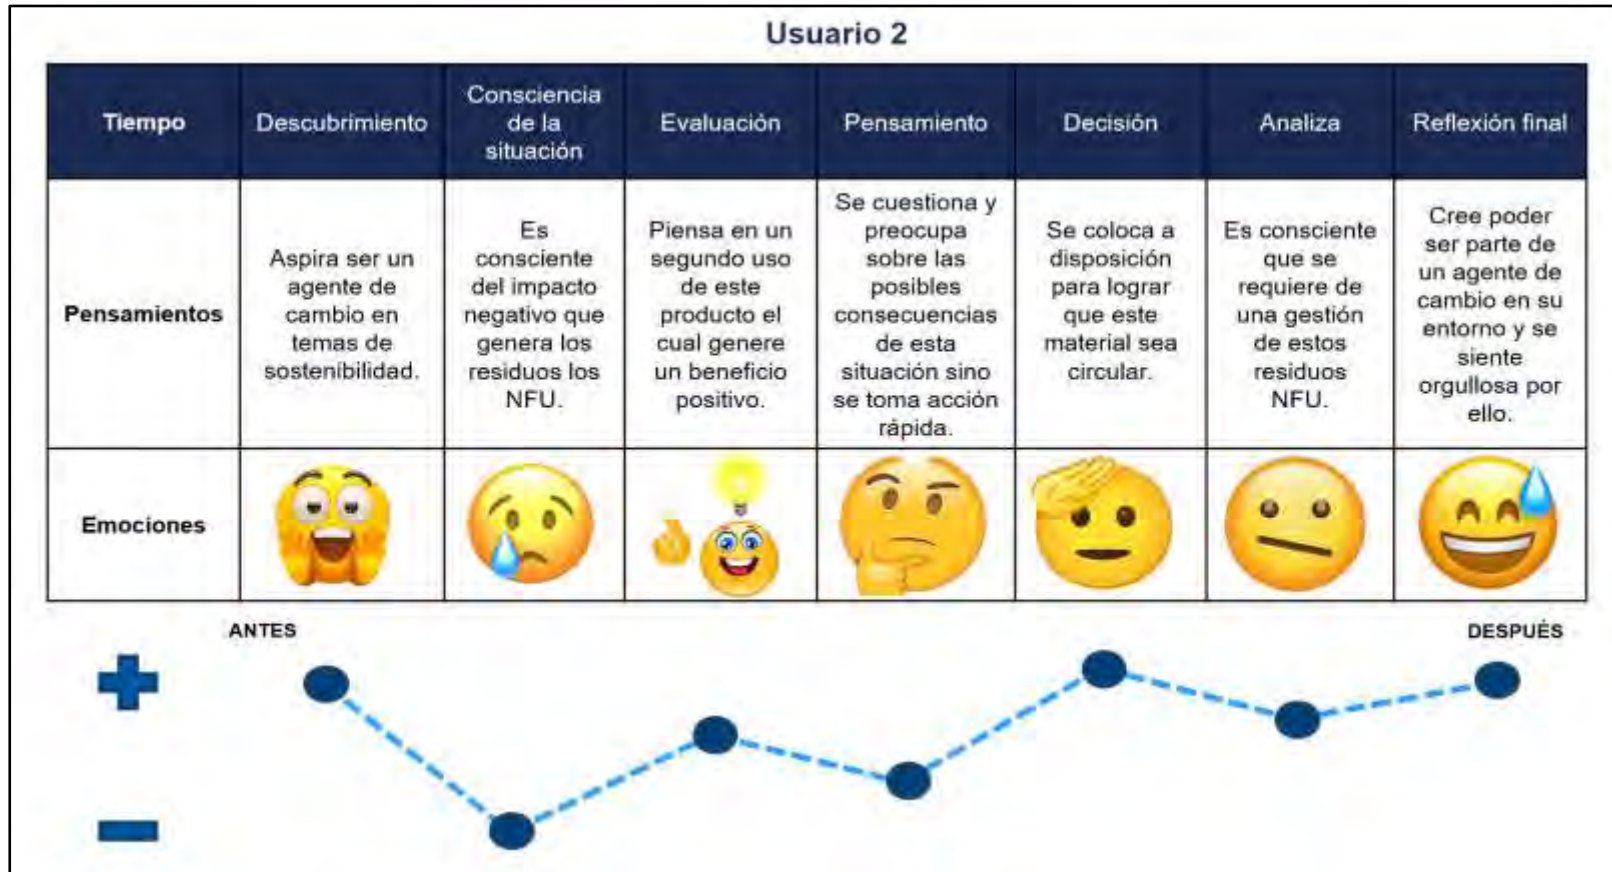 Usuario 2
Tiempo
Descubrimiento
Consciencia
de la
situación
Evaluación
Pensamiento
Decisión
Analiza
Reflexión final
Pensamientos
Aspira ser un
agente de
cambio en
temas de
sostenibilidad.
Es
consciente
del impacto
negativo que
genera los
residuos los
NFU.
Piensa en un
segundo uso
de este
producto el
cual genere
un beneficio
positivo.
Se cuestiona y
preocupa
sobre las
posibles
consecuencias
de esta
situación sino
se toma acción
rápida.
Se coloca a
disposición
para lograr
que este
material sea
circular.
Es consciente
que se
requiere de
una gestión
de estos
residuos
NFU.
Cree poder
ser parte de
un agente de
cambio en su
entorno y se
siente
orgullosa por
ello.
Emociones
ANTES
DESPUÉS